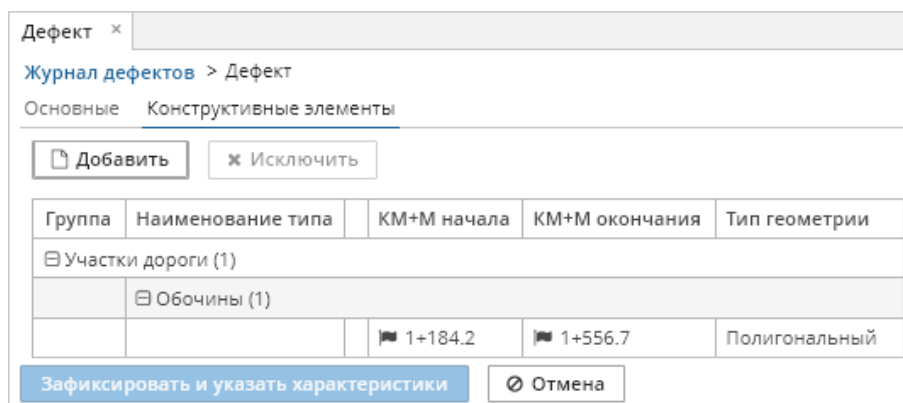 Дефект ×
Журнал дефектов > Дефект
Основные Конструктивные элементы
Добавить Исключить
Группа Наименование типа КМ+М начала КМ+М окончания Тип геометрии
Участки дороги (1)
Обочины (1)
1+184.2 1+556.7 Полигональный
Зафиксировать и указать характеристики Отмена